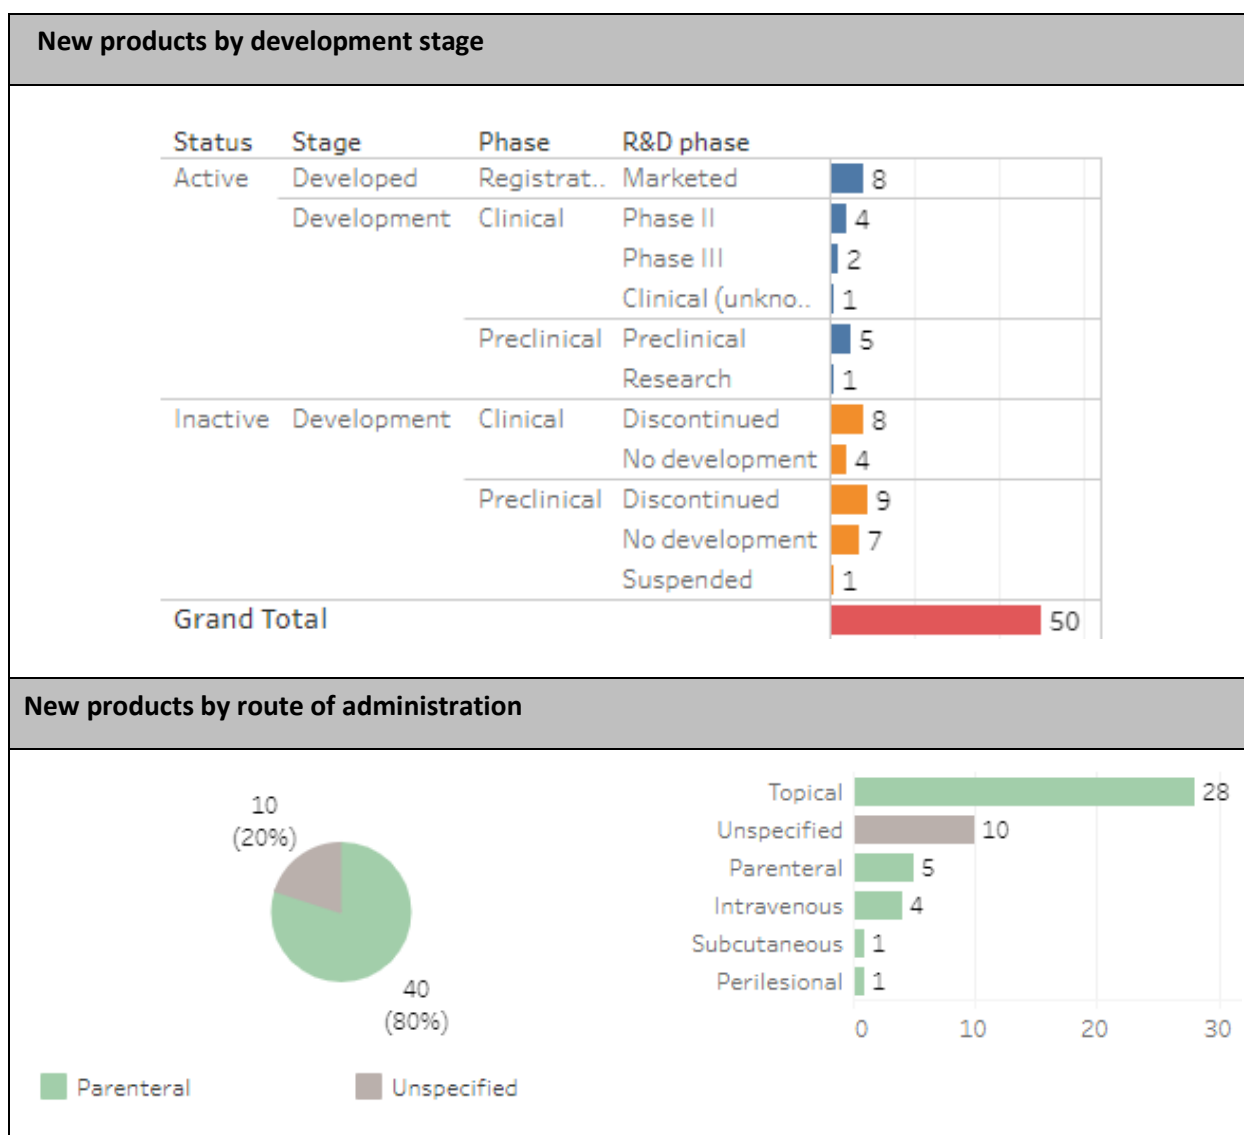 New products by development stage
Status Stage Phase R&D phase
Active Developed Registrat.. Marketed 8
Development Clinical Phase II 4
Phase III 2
Clinical (unkno.. 1
Preclinical Preclinical 5
Research 1
Inactive Development Clinical Discontinued 8
No development 4
Preclinical Discontinued 9
No development 7
Suspended 1
Grand Total 50
New products by route of administration
10
(20%)
40
(80%)
Parenteral Unspecified
Topical 28
Unspecified 10
Parenteral 5
Intravenous 4
Subcutaneous 1
Perilesional 1
0 10 20 30